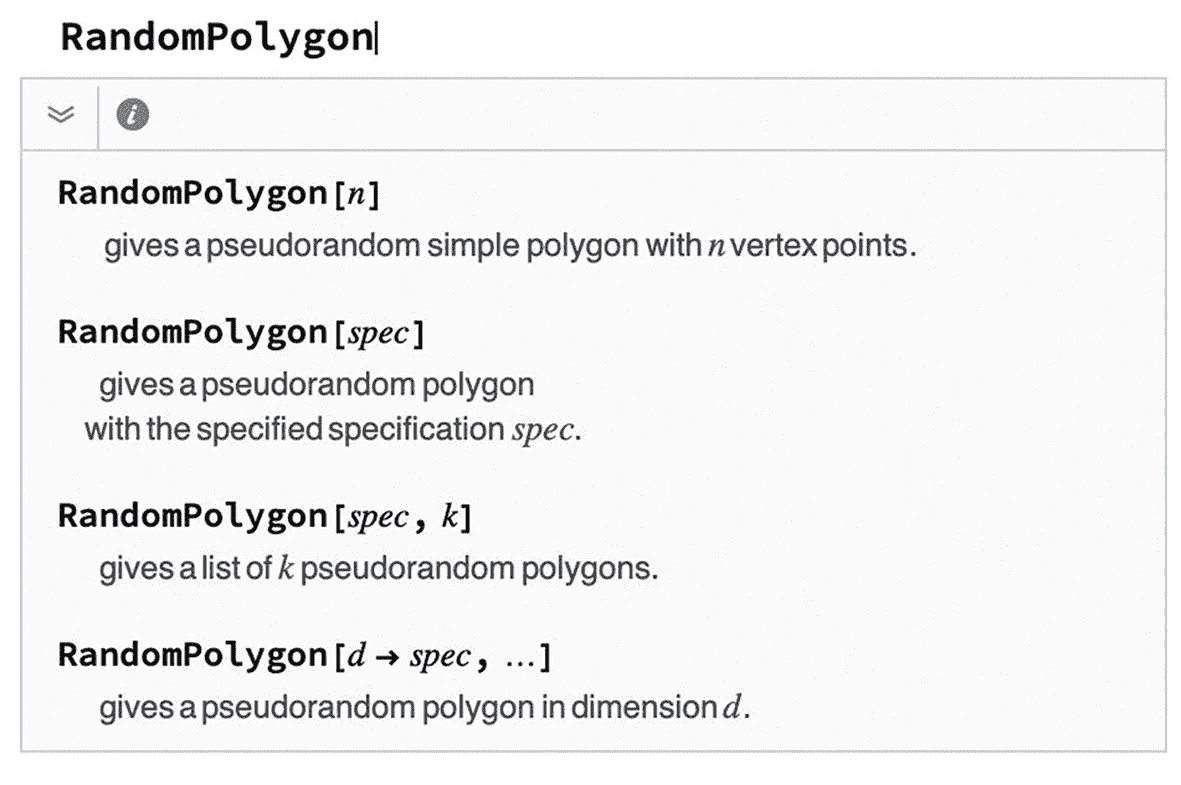 RandomPolygon
RandomPolygon[n]
gives a pseudorandom simple polygon with n vertex points.
RandomPolygon[spec]
gives a pseudorandom polygon
with the specified specification spec.
RandomPolygon[spec, k]
gives a list of k pseudorandom polygons.
RandomPolygon[d → spec, …]
gives a pseudorandom polygon in dimension d.